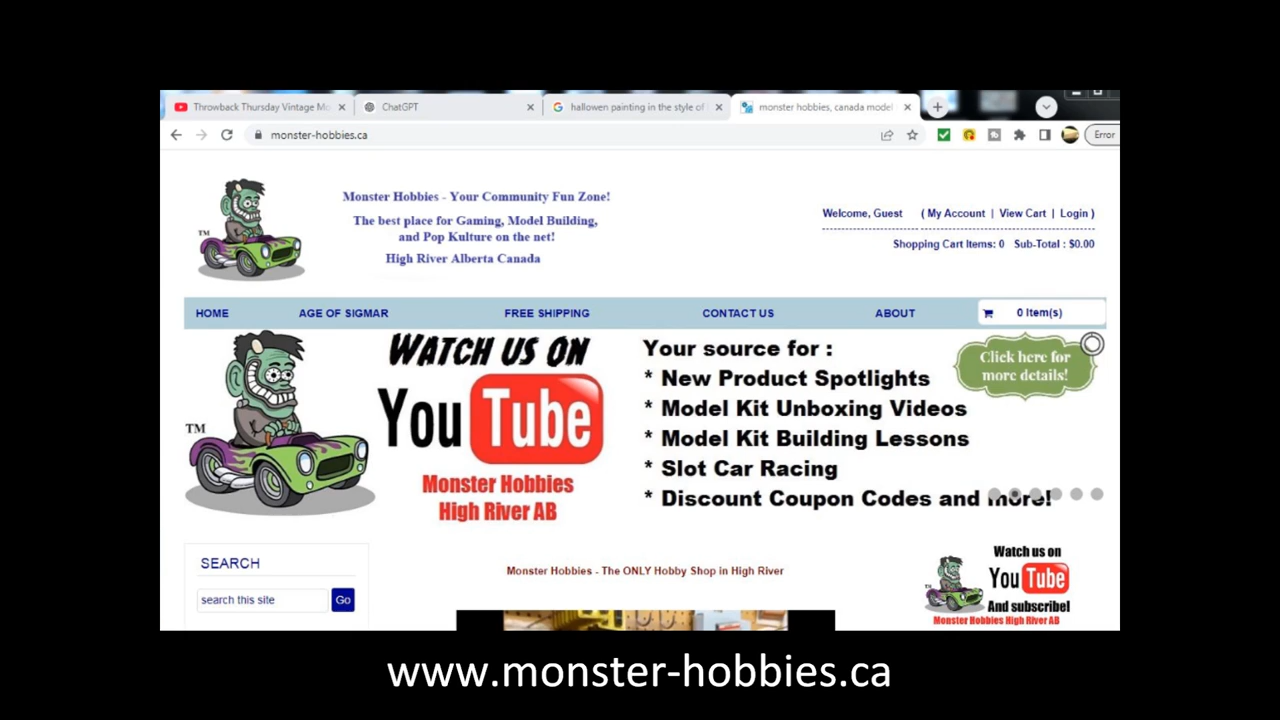 Throwback Thursday Vintage Mo
ChatGPT
hallowen painting in the style of
monster hobbies, canada model
monster-hobbies.ca
Error
Monster Hobbies - Your Community Fun Zone!
The best place for Gaming, Model Building,
and Pop Kulture on the net!
High River Alberta Canada
TM
Welcome, Guest ( My Account | View Cart | Login )
Shopping Cart Items: 0 Sub-Total : $0.00
HOME AGE OF SIGMAR FREE SHIPPING CONTACT US ABOUT 0 Item(s)
WATCH US ON
YouTube
Monster Hobbies
High River AB
TM
Your source for :
* New Product Spotlights
* Model Kit Unboxing Videos
* Model Kit Building Lessons
* Slot Car Racing
* Discount Coupon Codes and more!
Click here for
more details!
SEARCH
search this site Go
Monster Hobbies - The ONLY Hobby Shop in High River
Watch us on
YouTube
And subscribe!
Monster Hobbies High River AB
TM
www.monster-hobbies.ca